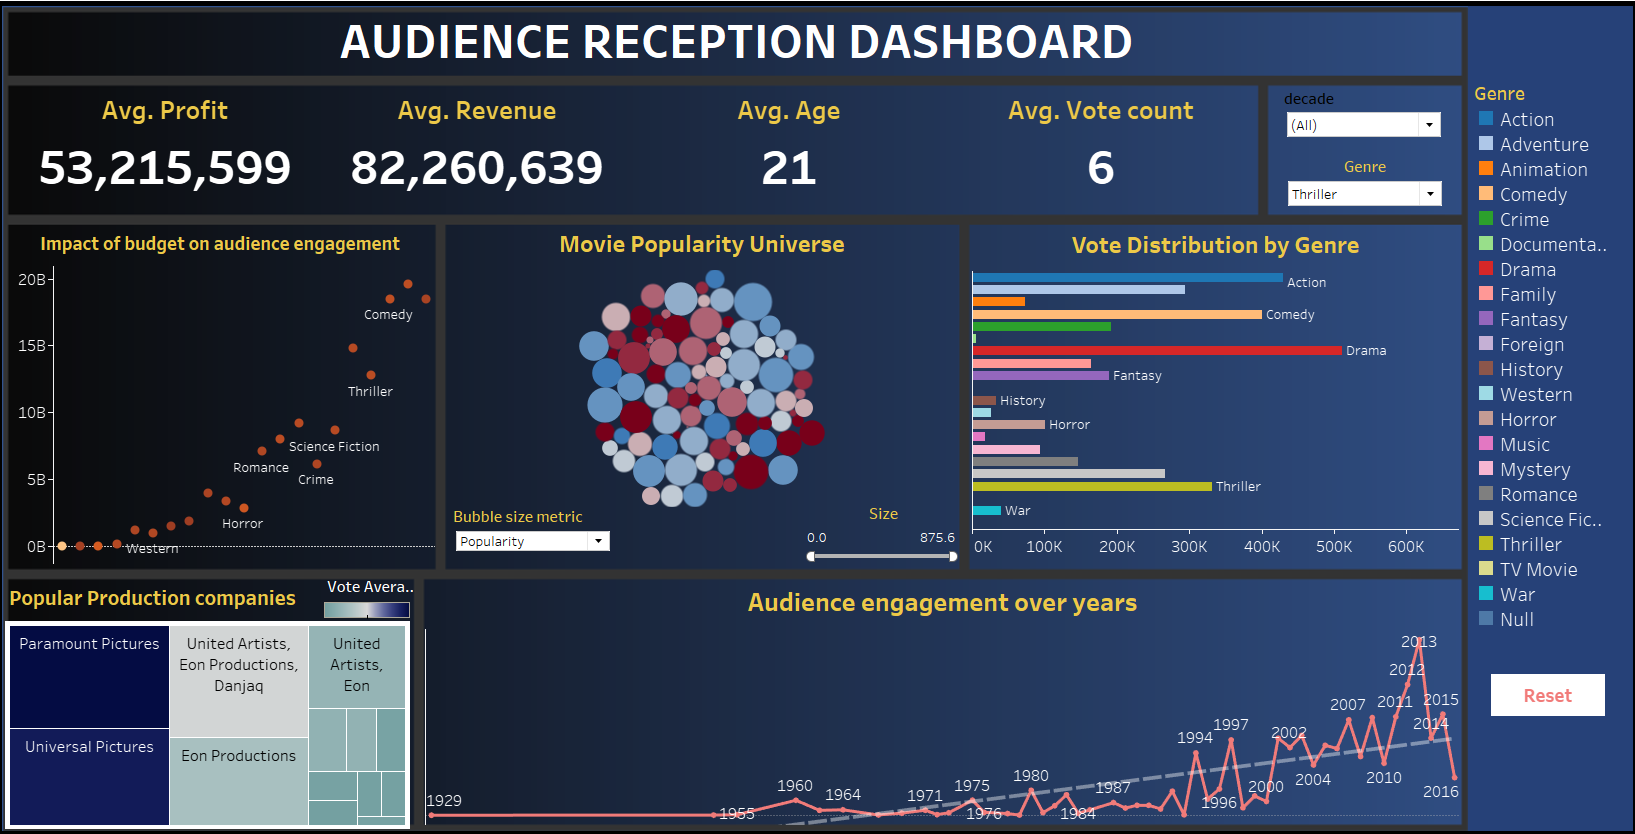 AUDIENCE RECEPTION DASHBOARD
Avg. Profit
53,215,599
Avg. Revenue
82,260,639
Avg. Age
21
Avg. Vote count
6
decade
(All)
Genre
Thriller
Genre
Action
Adventure
Animation
Comedy
Crime
Documenta..
Drama
Family
Fantasy
Foreign
History
Western
Horror
Music
Mystery
Romance
Science Fic..
Thriller
TV Movie
War
Null
Reset
Impact of budget on audience engagement
20B
15B
10B
5B
0B
Comedy
Thriller
Science Fiction
Romance
Crime
Horror
Western
Movie Popularity Universe
Bubble size metric
Popularity
Size
0.0 875.6
Vote Distribution by Genre
Action
Comedy
Drama
Fantasy
History
Horror
Thriller
War
0K 100K 200K 300K 400K 500K 600K
Popular Production companies
Vote Avera..
Paramount Pictures
Universal Pictures
United Artists,
Eon Productions,
Danjaq
Eon Productions
United
Artists,
Eon
Audience engagement over years
1929
1955
1960
1964
1971
1975
1976
1980
1984
1987
1994
1996
1997
2000
2002
2004
2007
2010
2011
2012
2013
2014
2015
2016